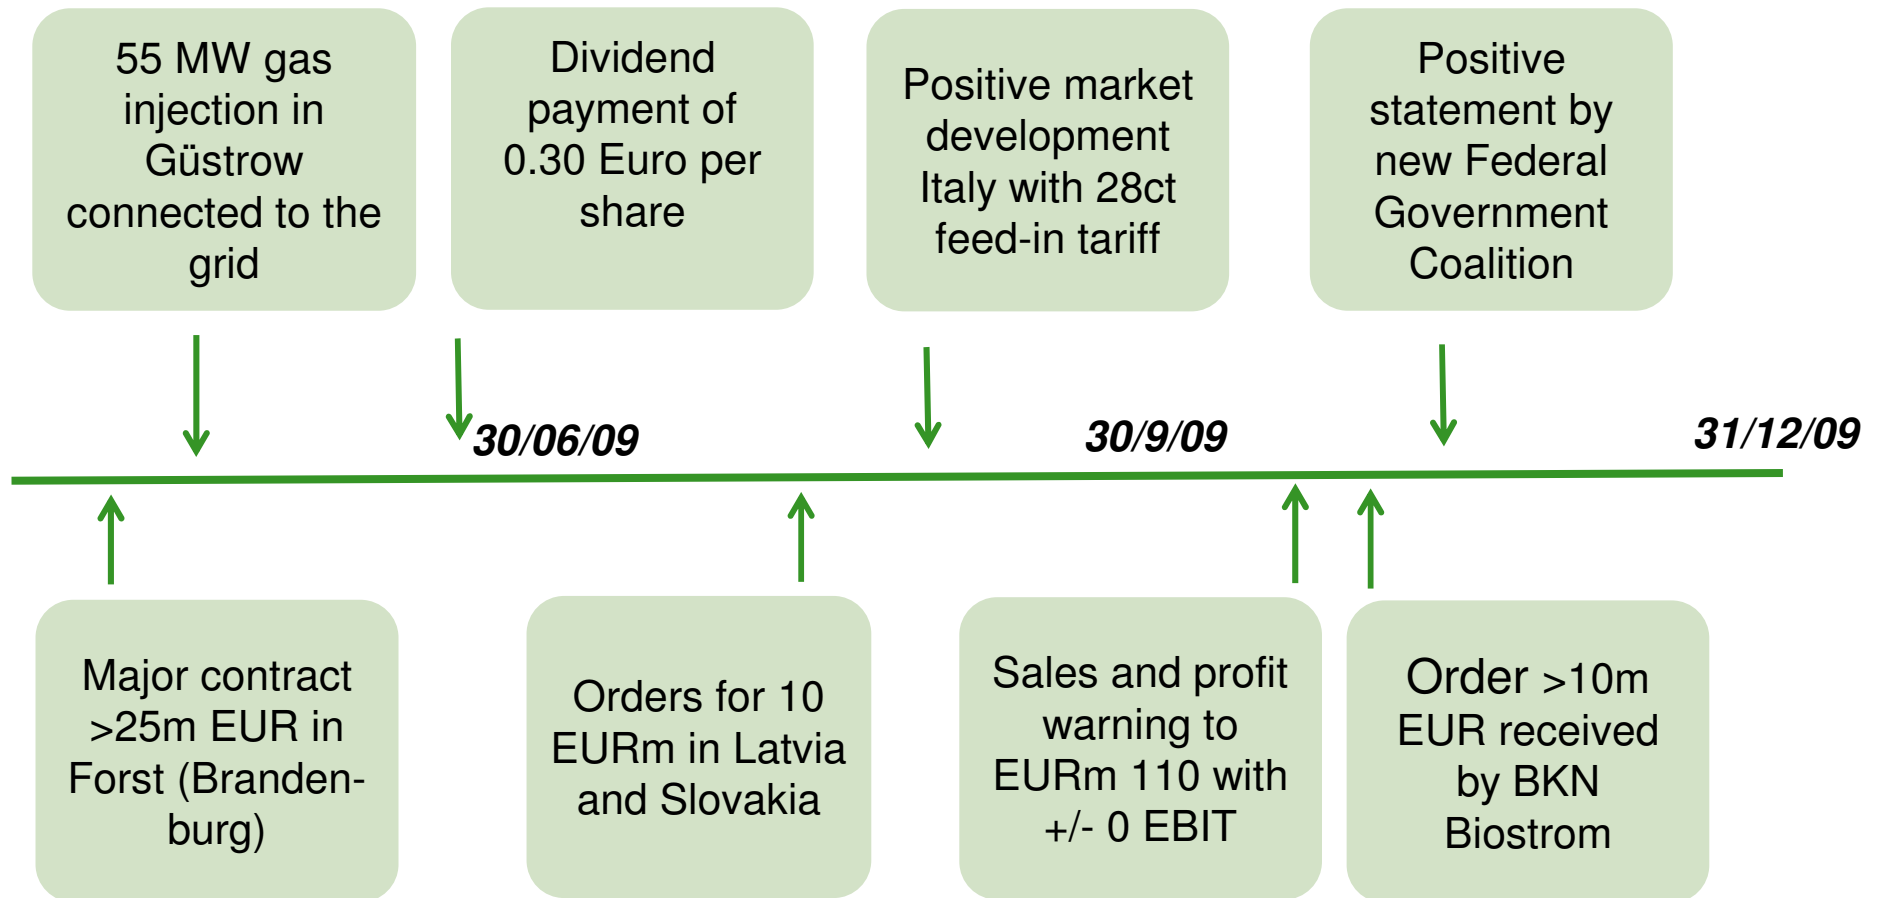 55 MW gas
injection in
Güstrow
connected to the
grid
Dividend
payment of
0.30 Euro per
share
Positive market
development
Italy with 28ct
feed-in tariff
Positive
statement by
new Federal
Government
Coalition
30/06/09
30/9/09
31/12/09
Major contract
>25m EUR in
Forst (Branden-
burg)
Orders for 10
EURm in Latvia
and Slovakia
Sales and profit
warning to
EURm 110 with
+/- 0 EBIT
Order >10m
EUR received
by BKN
Biostrom